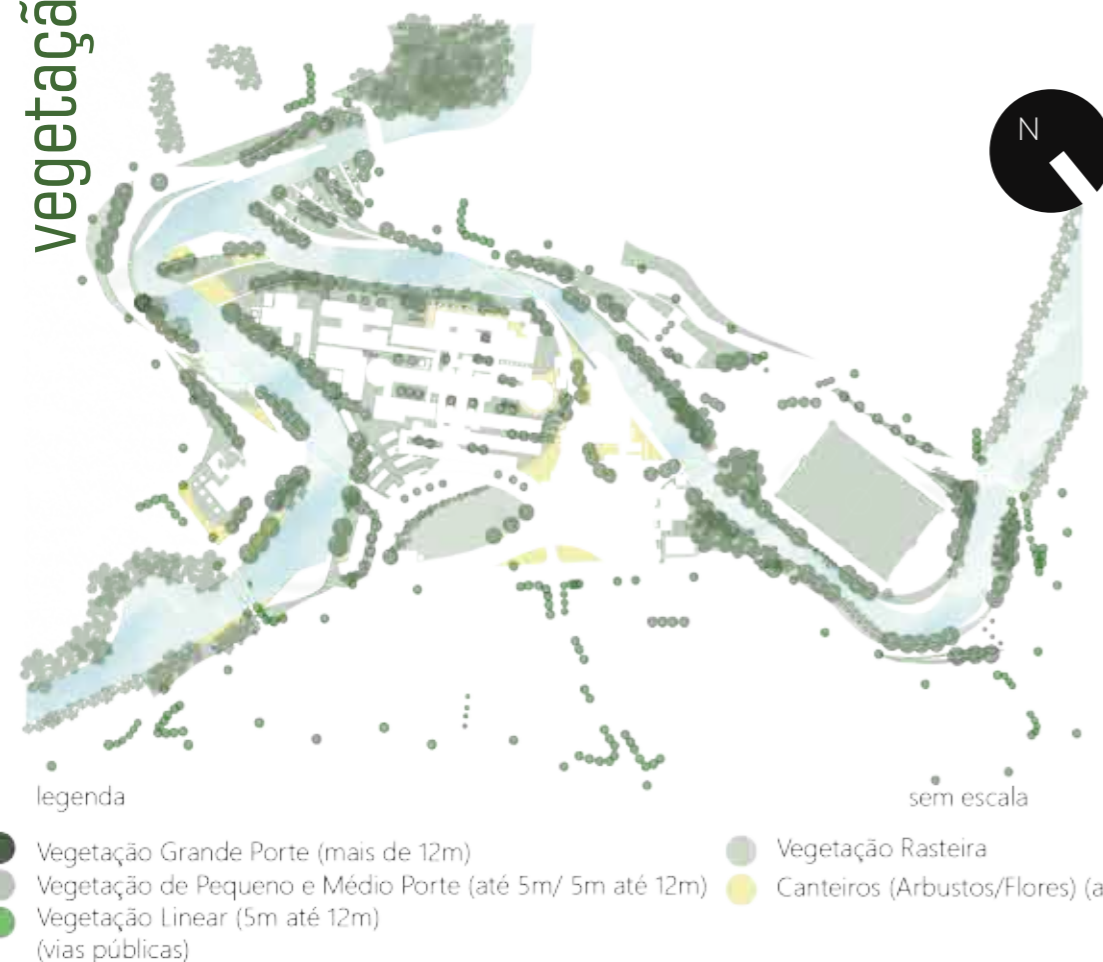 vegetaçã
N
legenda
sem escala
Vegetação Grande Porte (mais de 12m)
Vegetação de Pequeno e Médio Porte (até 5m/ 5m até 12m)
Vegetação Linear (5m até 12m)
(vias públicas)
Vegetação Rasteira
Canteiros (Arbustos/Flores) (a